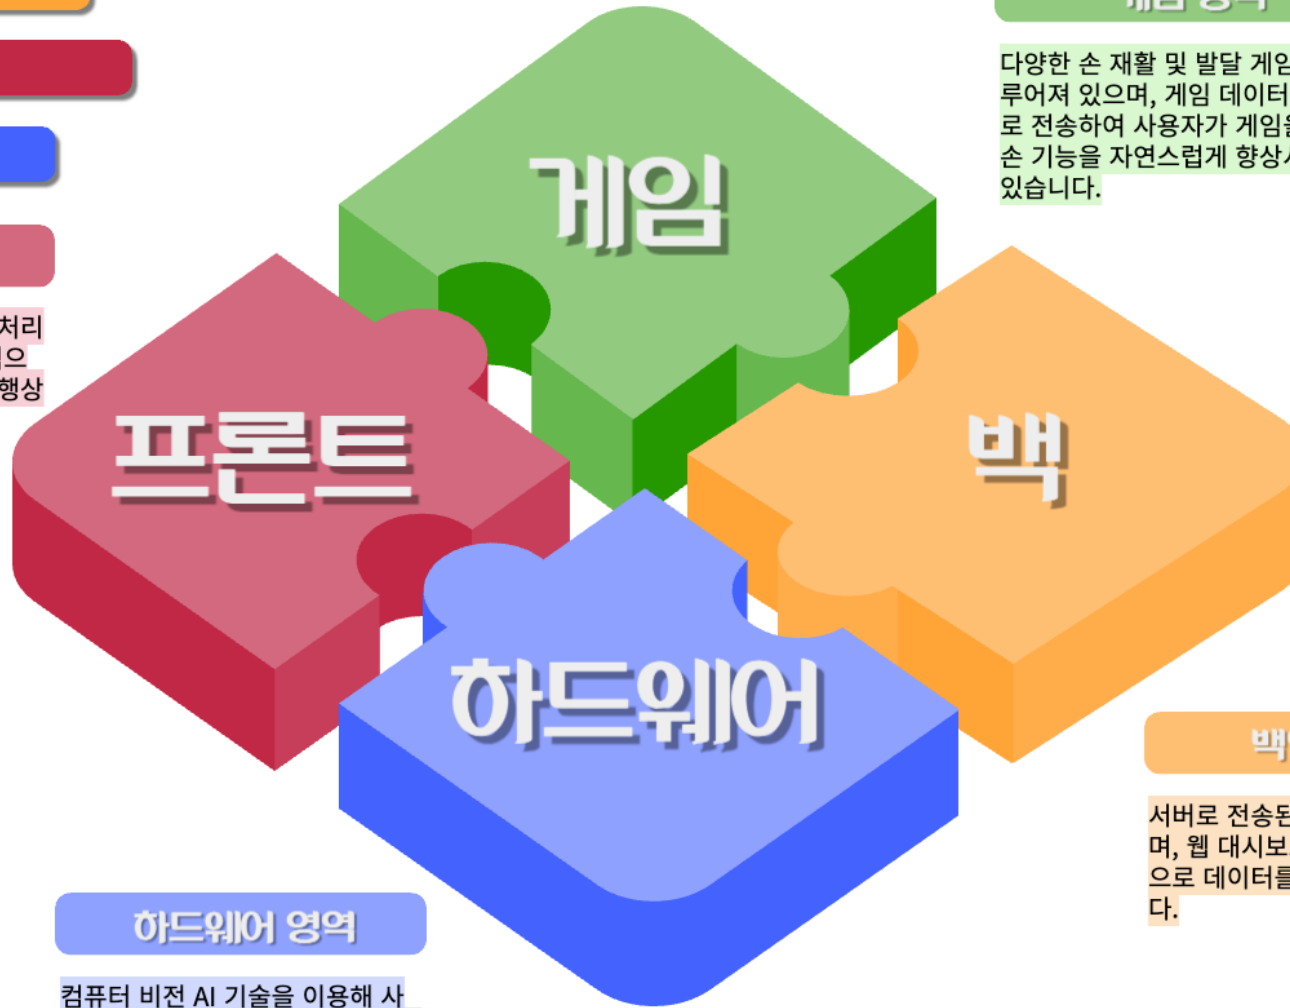 게임 영역
다양한 손 재활 및 발달 게임
루어져 있으며, 게임 데이터
로 전송하여 사용자가 게임을
손 기능을 자연스럽게 향상시
있습니다.
게임
처리
으
행상
프론트
백
하드웨어
서버로 전송된
며, 웹 대시보
으로 데이터를
다.
하드웨어 영역
컴퓨터 비전 AI 기술을 이용해 사